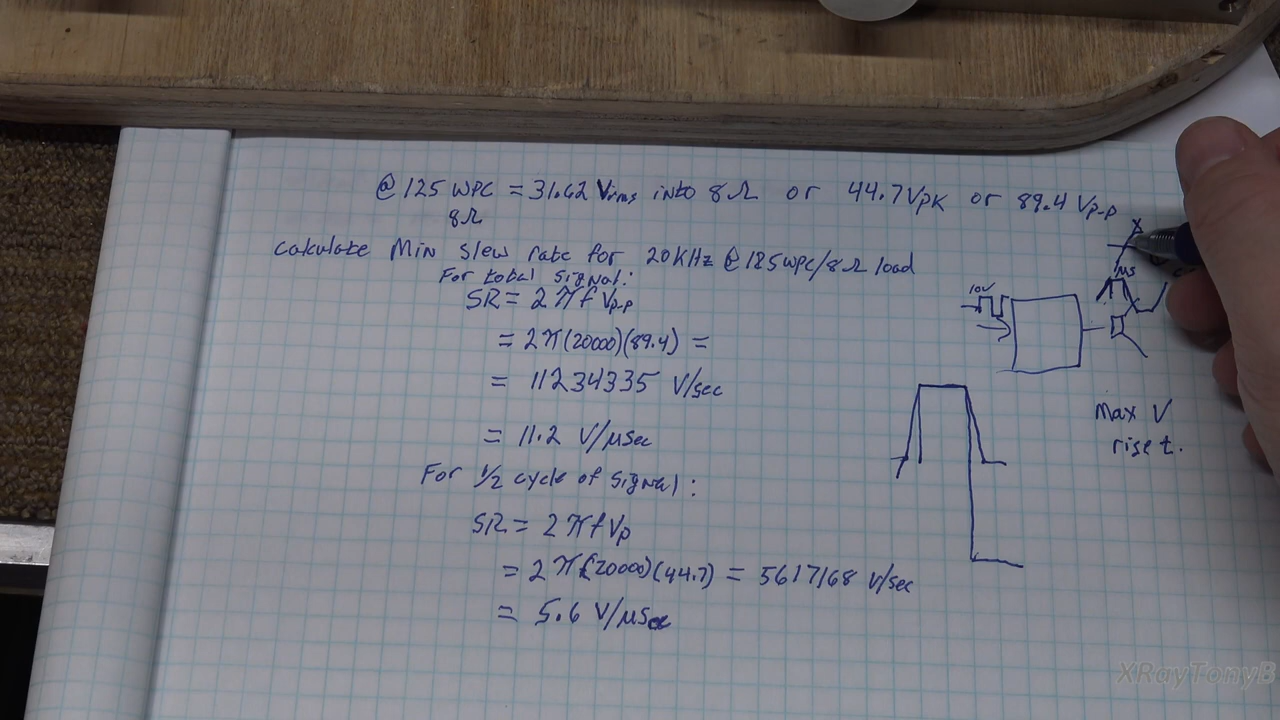 @ 125 WPC = 31.62 Vrms into 8Ω or 44.7 Vpk or 89.4 Vp-p
8Ω
Calculate Min Slew rate for 20KHz @ 125WPC/8Ω load
For total Signal:
SR = 2πf Vp-p
= 2π(20000)(89.4) =
= 11234335 V/sec
= 11.2 V/μSec
For 1/2 cycle of Signal:
SR = 2πf Vp
= 2π(20000)(44.7) = 5617168 V/sec
= 5.6 V/μSec
10V
μs
Max V
rise t.
XRayTonyB